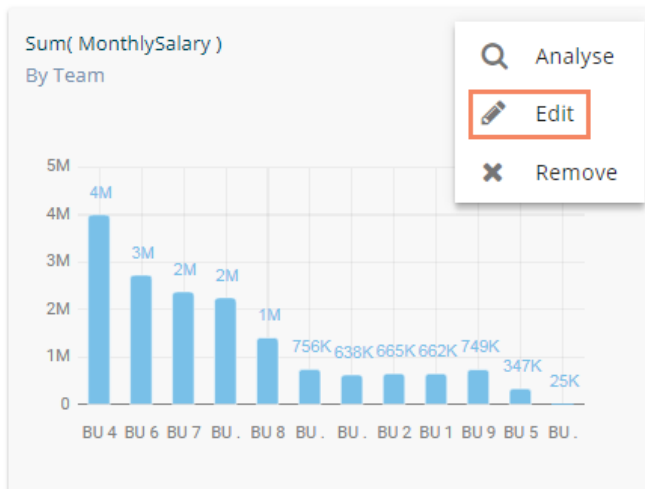 Sum( MonthlySalary )
By Team
Analyse
Edit
Remove
5M
4M
3M
2M
1M
0
4M
3M
2M
2M
1M
756K
638K
665K
662K
749K
347K
25K
BU 4 BU 6 BU 7 BU . BU 8 BU . BU . BU 2 BU 1 BU 9 BU 5 BU .